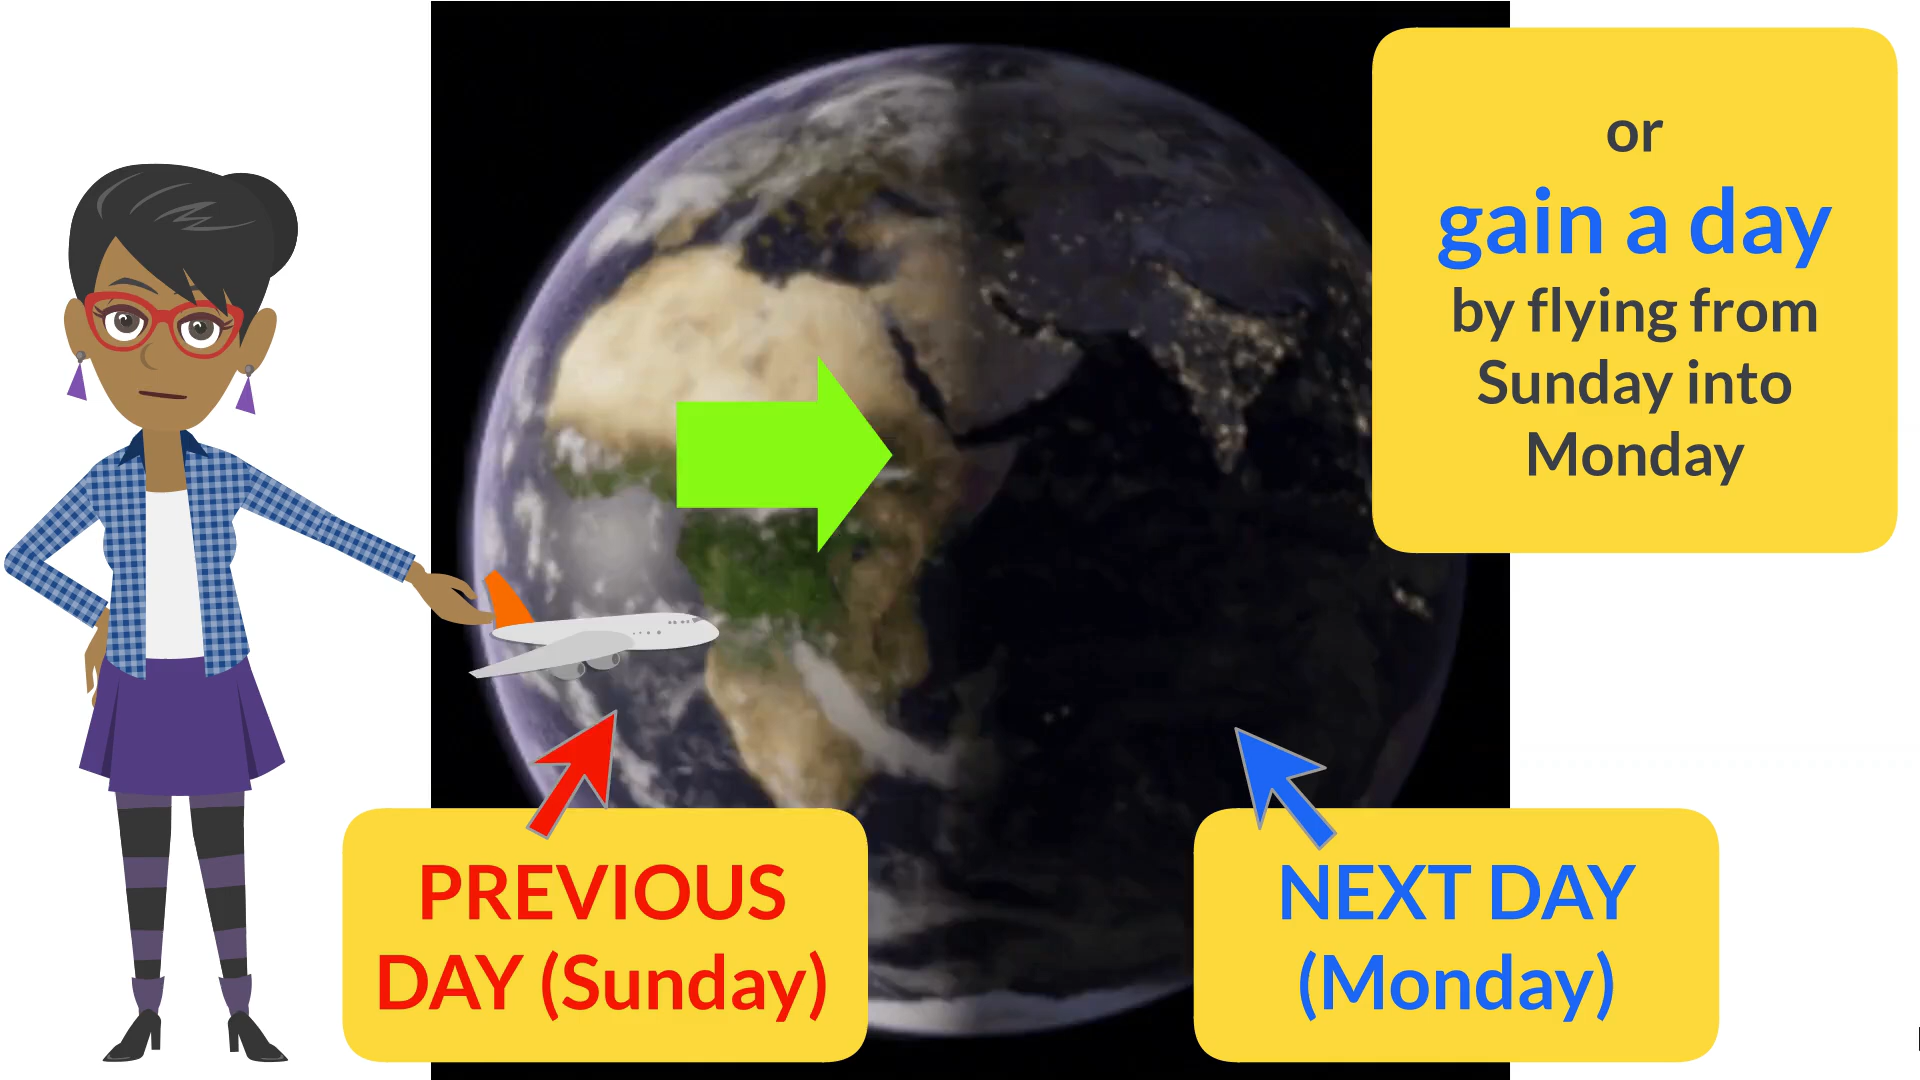 or
gain a day
by flying from
Sunday into
Monday
PREVIOUS
DAY (Sunday)
NEXT DAY
(Monday)